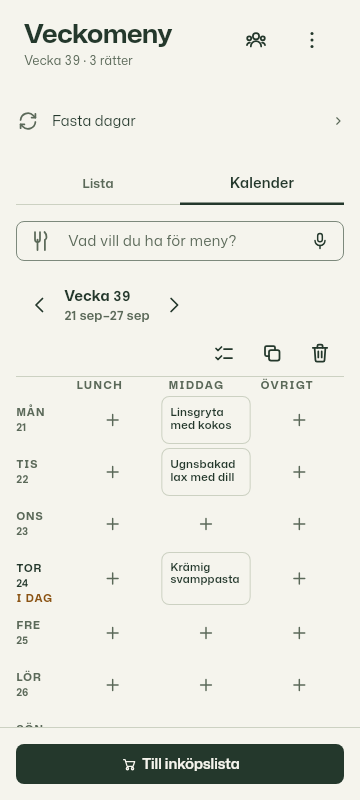 Veckomeny
Vecka 39 · 3 rätter
Fasta dagar
Lista
Kalender
Vad vill du ha för meny?
Vecka 39
21 sep–27 sep
LUNCH MIDDAG ÖVRIGT
MÅN
21
Linsgryta
med kokos
TIS
22
Ugnsbakad
lax med dill
ONS
23
TOR
24
I DAG
Krämig
svamppasta
FRE
25
LÖR
26
Till inköpslista